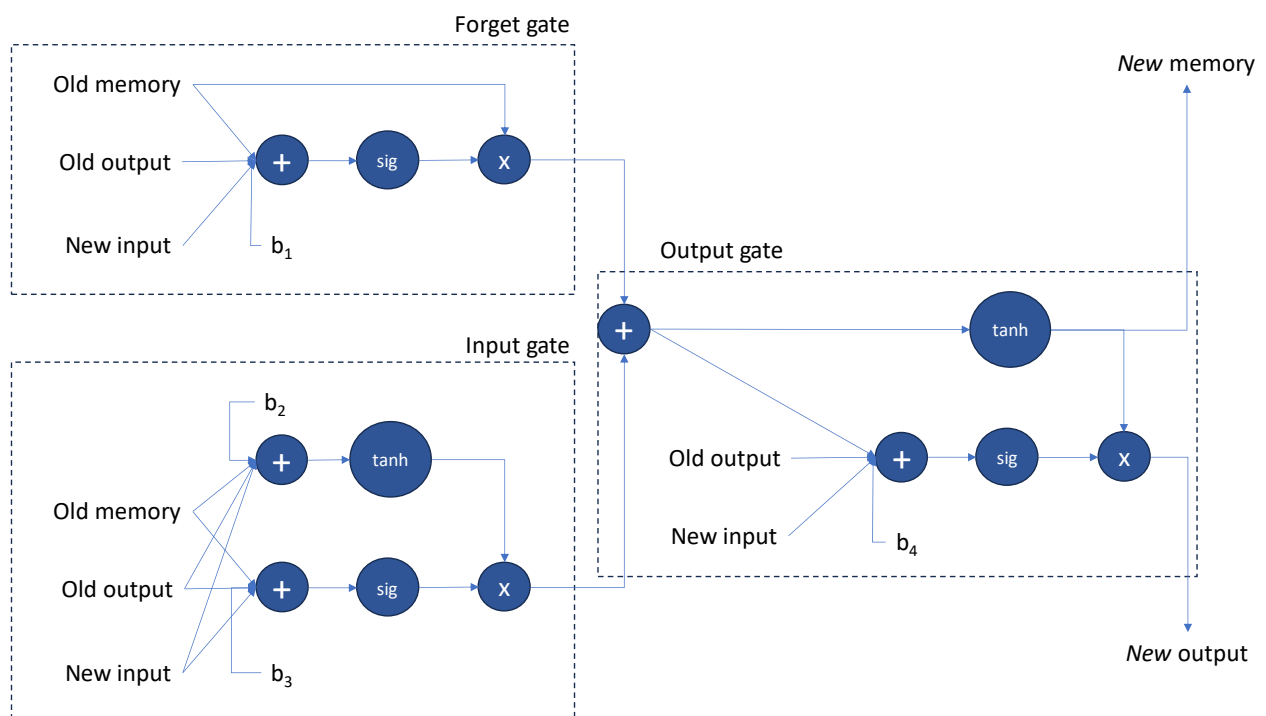 Forget gate
Old memory
Old output
New input
+
sig
x
b1
New memory
Input gate
b2
+
tanh
Old memory
Old output
New input
+
sig
x
b3
Output gate
+
tanh
Old output
New input
+
sig
x
b4
New output